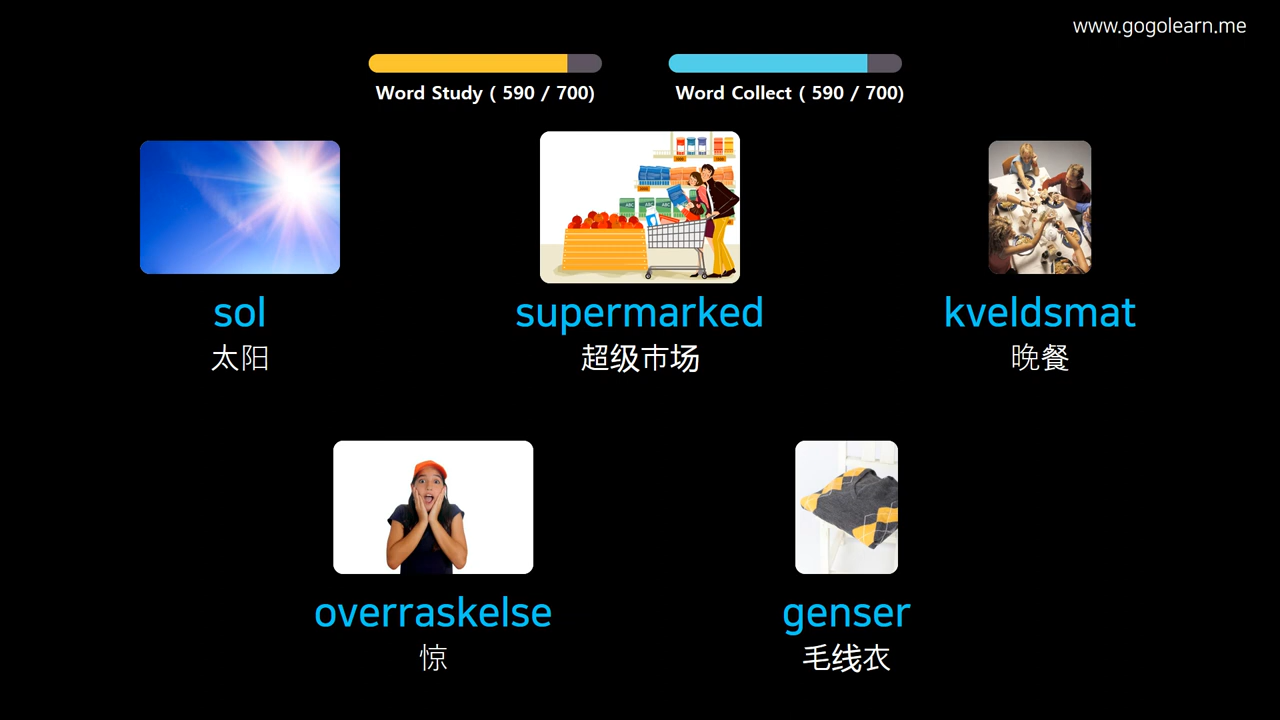 www.gogolearn.me
Word Study ( 590 / 700)
Word Collect ( 590 / 700)
sol
太阳
supermarked
超级市场
kveldsmat
晚餐
overraskelse
惊
genser
毛线衣